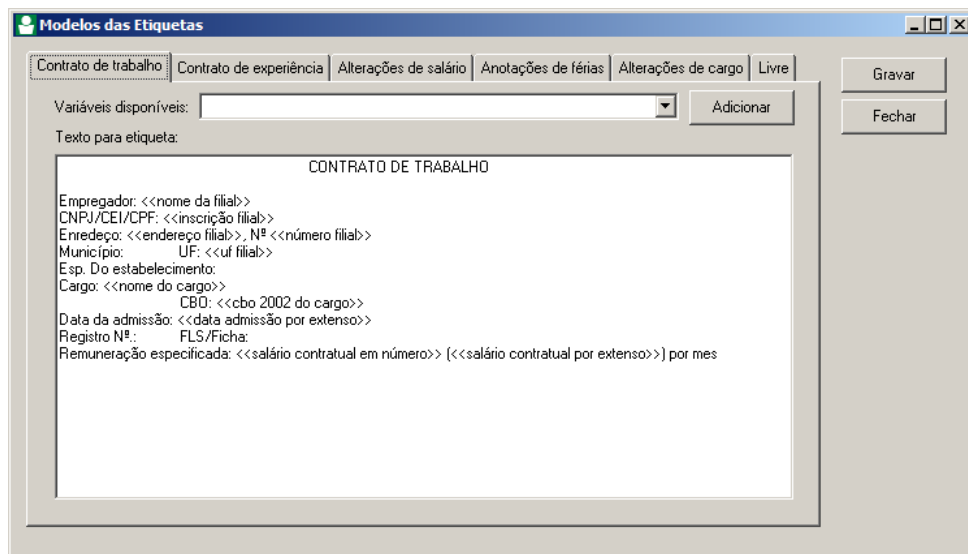 Modelos das Etiquetas
Contrato de trabalho Contrato de experiência Alterações de salário Anotações de férias Alterações de cargo Livre
Gravar
Variáveis disponíveis: Adicionar
Fechar
Texto para etiqueta:
CONTRATO DE TRABALHO
Empregador: <<nome da filial>>
CNPJ/CEI/CPF: <<inscrição filial>>
Enredeço: <<endereço filial>>, Nº <<número filial>>
Município: UF: <<uf filial>>
Esp. Do estabelecimento:
Cargo: <<nome do cargo>>
CBO: <<cbo 2002 do cargo>>
Data da admissão: <<data admissão por extenso>>
Registro Nº.: FLS/Ficha:
Remuneração especificada: <<salário contratual em número>> (<<salário contratual por extenso>>) por mes